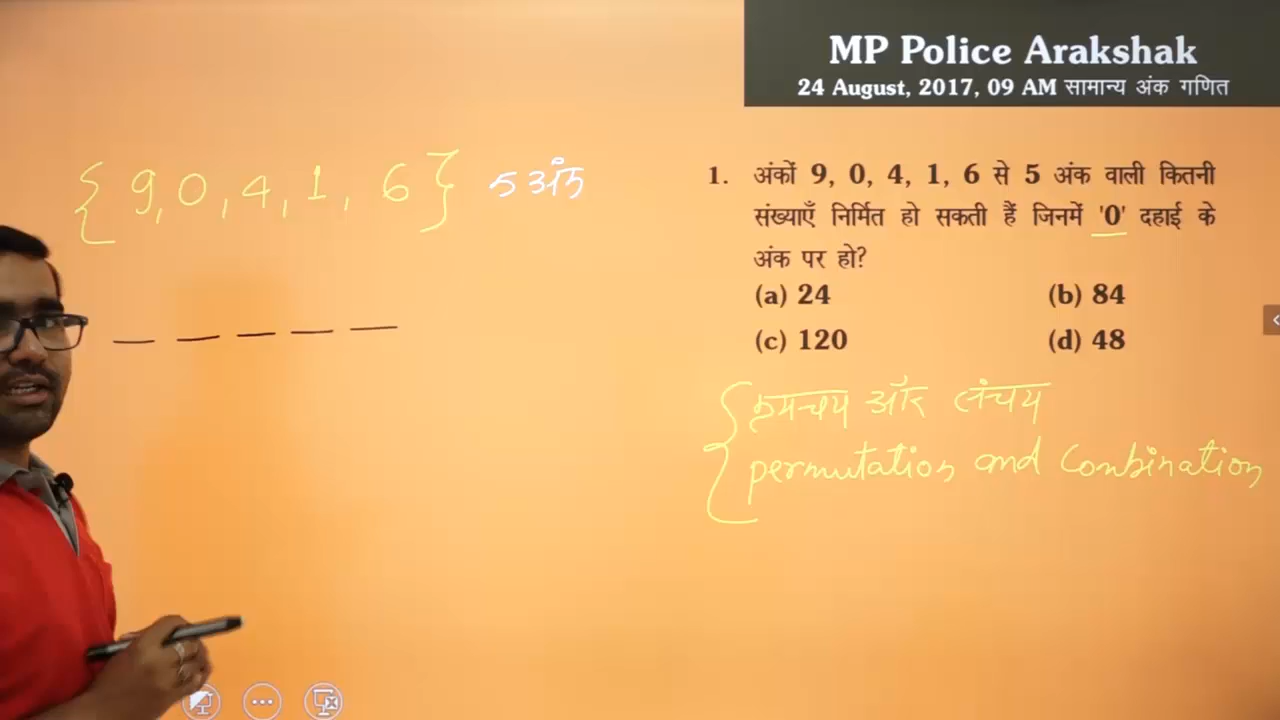 MP Police Arakshak
24 August, 2017, 09 AM सामान्य अंक गणित
{ 9, 0, 4, 1, 6 } 5 अंक
1. अंकों 9, 0, 4, 1, 6 से 5 अंक वाली कितनी
संख्याएँ निर्मित हो सकती हैं जिनमें '0' दहाई के
अंक पर हो?
(a) 24 (b) 84
(c) 120 (d) 48
क्रमचय और संचय
permutation and Combination